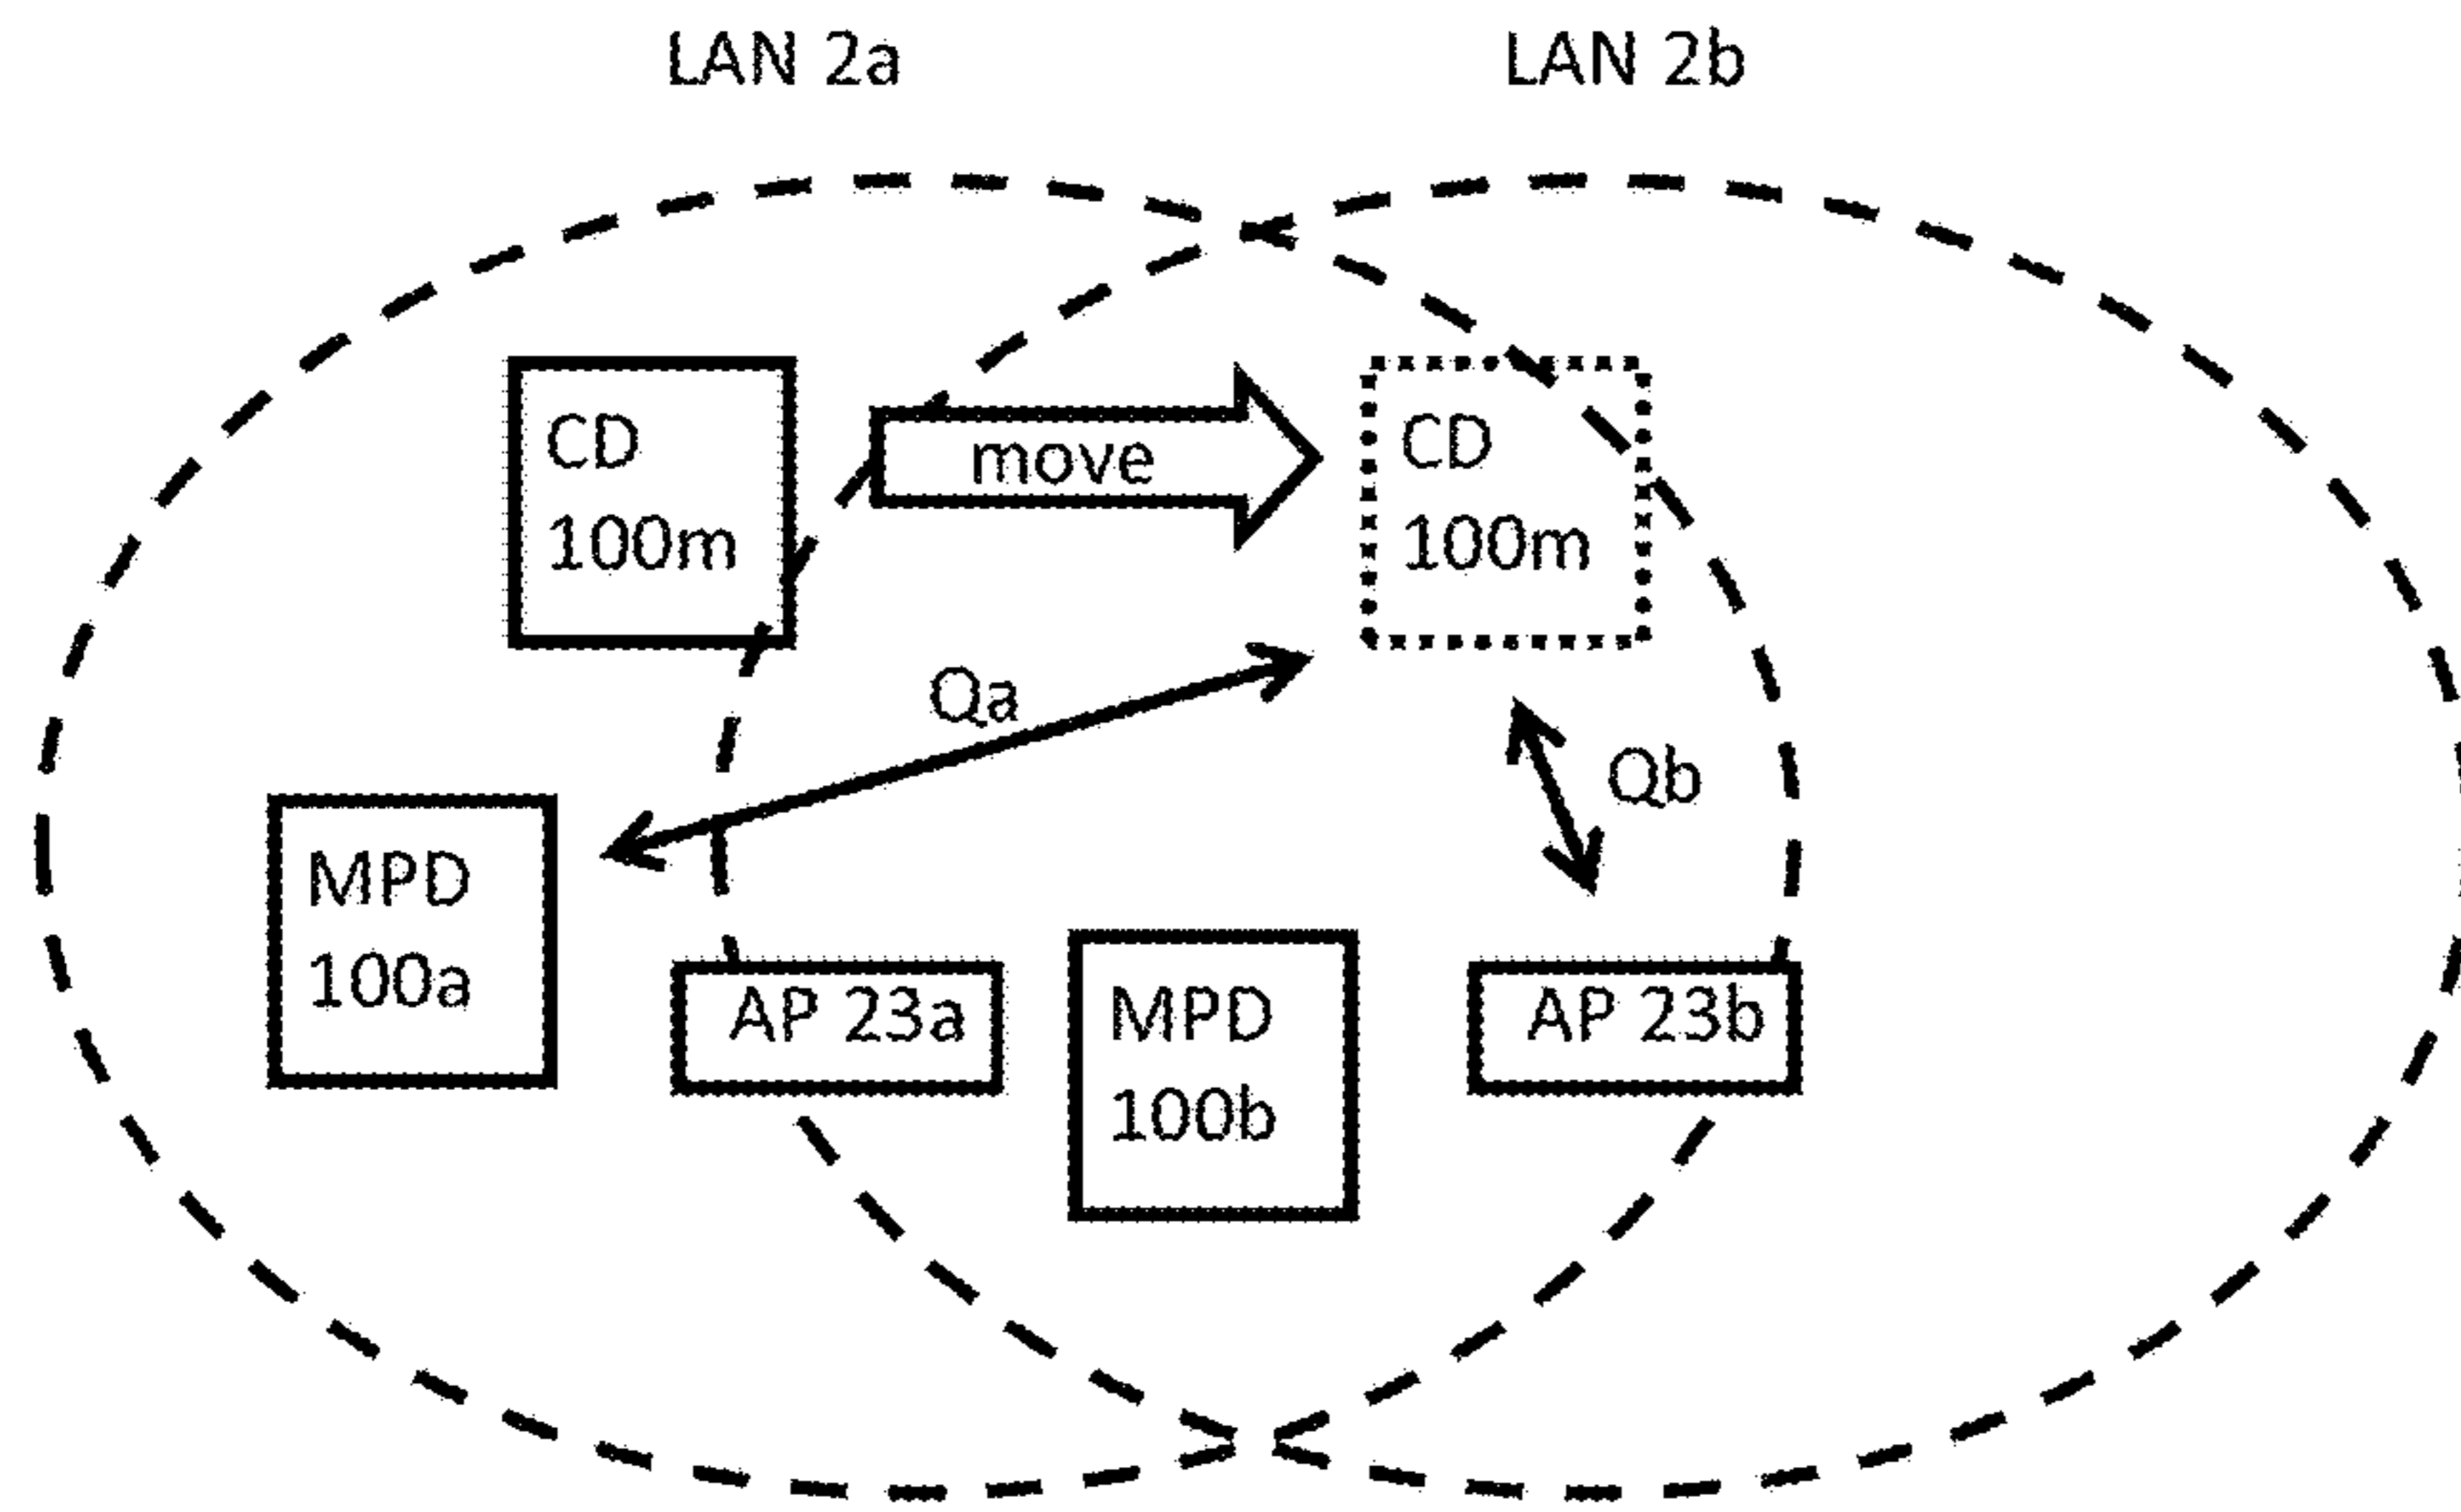 LAN 2a
LAN 2b
CD
100m
move
CD
100m
Qa
Qb
MPD
100a
AP 23a
MPD
100b
AP 23b